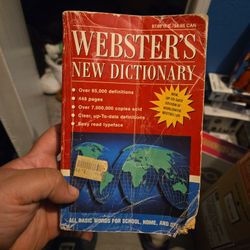 WEBSTER'S
NEW DICTIONARY
• Over 65,000 definitions
• 448 pages
• Over 7,000,000 copies sold
• Clear, up-To-date definitions
• Easy read typeface
ALL BASIC WORDS FOR SCHOOL, HOME, AND